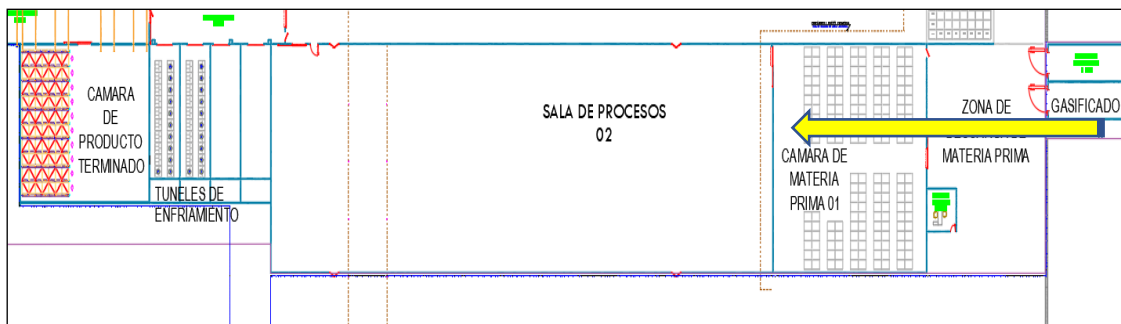 CAMARA
DE
PRODUCTO
TERMINADO
TUNELES DE
ENFRIAMIENTO
SALA DE PROCESOS
02
CAMARA DE
MATERIA
PRIMA 01
ZONA DE
MATERIA PRIMA
GASIFICADO